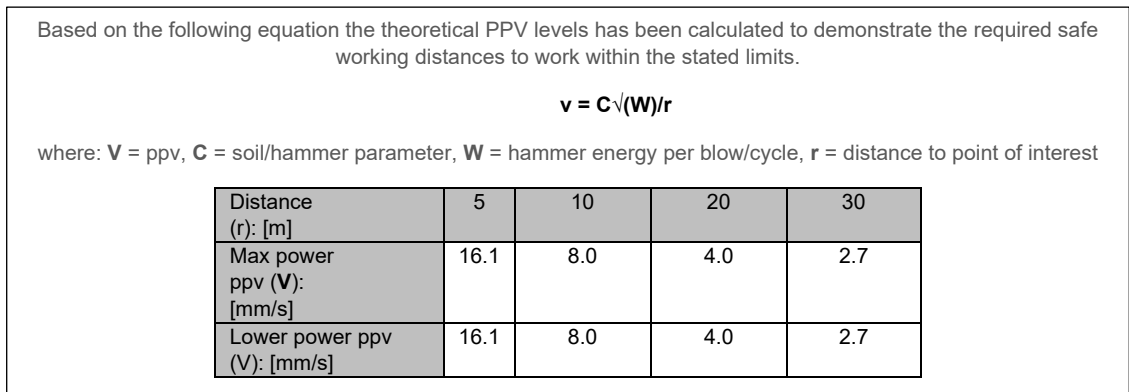 Based on the following equation the theoretical PPV levels has been calculated to demonstrate the required safe
working distances to work within the stated limits.
v = C√(W)/r
where: V = ppv, C = soil/hammer parameter, W = hammer energy per blow/cycle, r = distance to point of interest
Distance 5 10 20 30
(r): [m]
Max power 16.1 8.0 4.0 2.7
ppv (V):
[mm/s]
Lower power ppv 16.1 8.0 4.0 2.7
(V): [mm/s]